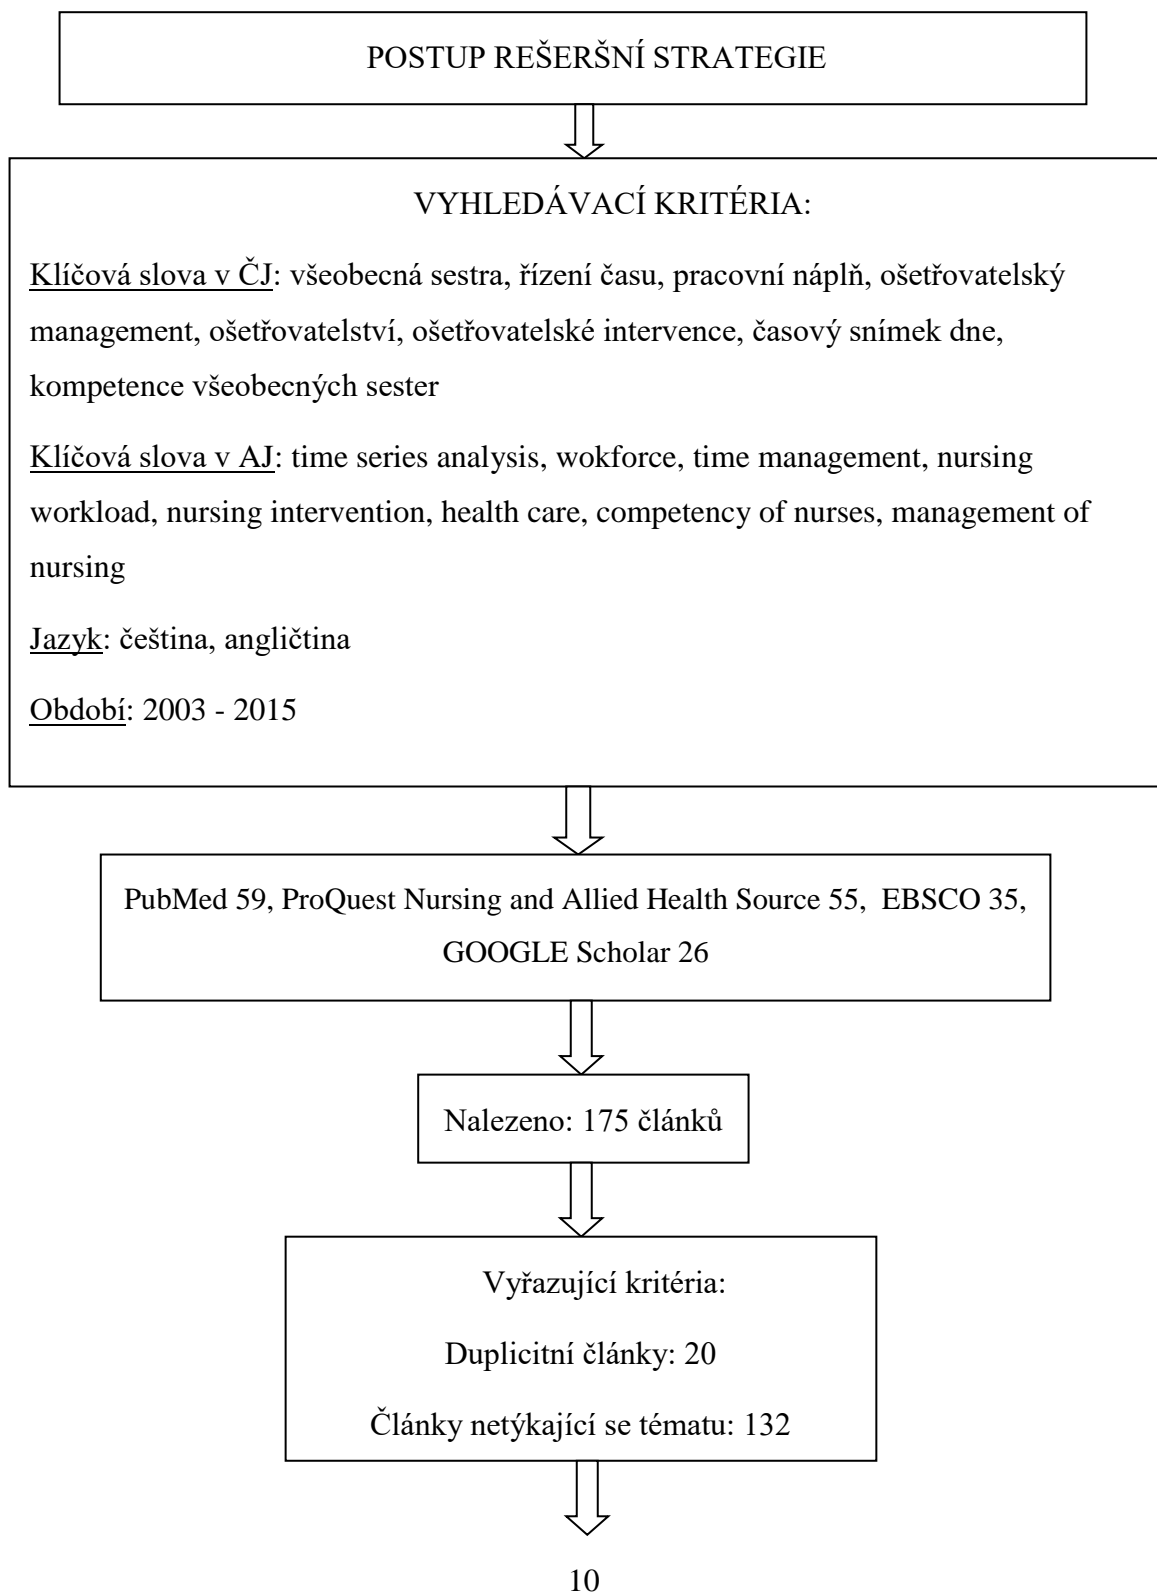 POSTUP REŠERŠNÍ STRATEGIE
VYHLEDÁVACÍ KRITÉRIA:
Klíčová slova v ČJ: všeobecná sestra, řízení času, pracovní náplň, ošetřovatelský
management, ošetřovatelství, ošetřovatelské intervence, časový snímek dne,
kompetence všeobecných sester
Klíčová slova v AJ: time series analysis, wokforce, time management, nursing
workload, nursing intervention, health care, competency of nurses, management of
nursing
Jazyk: čeština, angličtina
Období: 2003 - 2015
PubMed 59, ProQuest Nursing and Allied Health Source 55, EBSCO 35,
GOOGLE Scholar 26
Nalezeno: 175 článků
Vyřazující kritéria:
Duplicitní články: 20
Články netýkající se tématu: 132
10